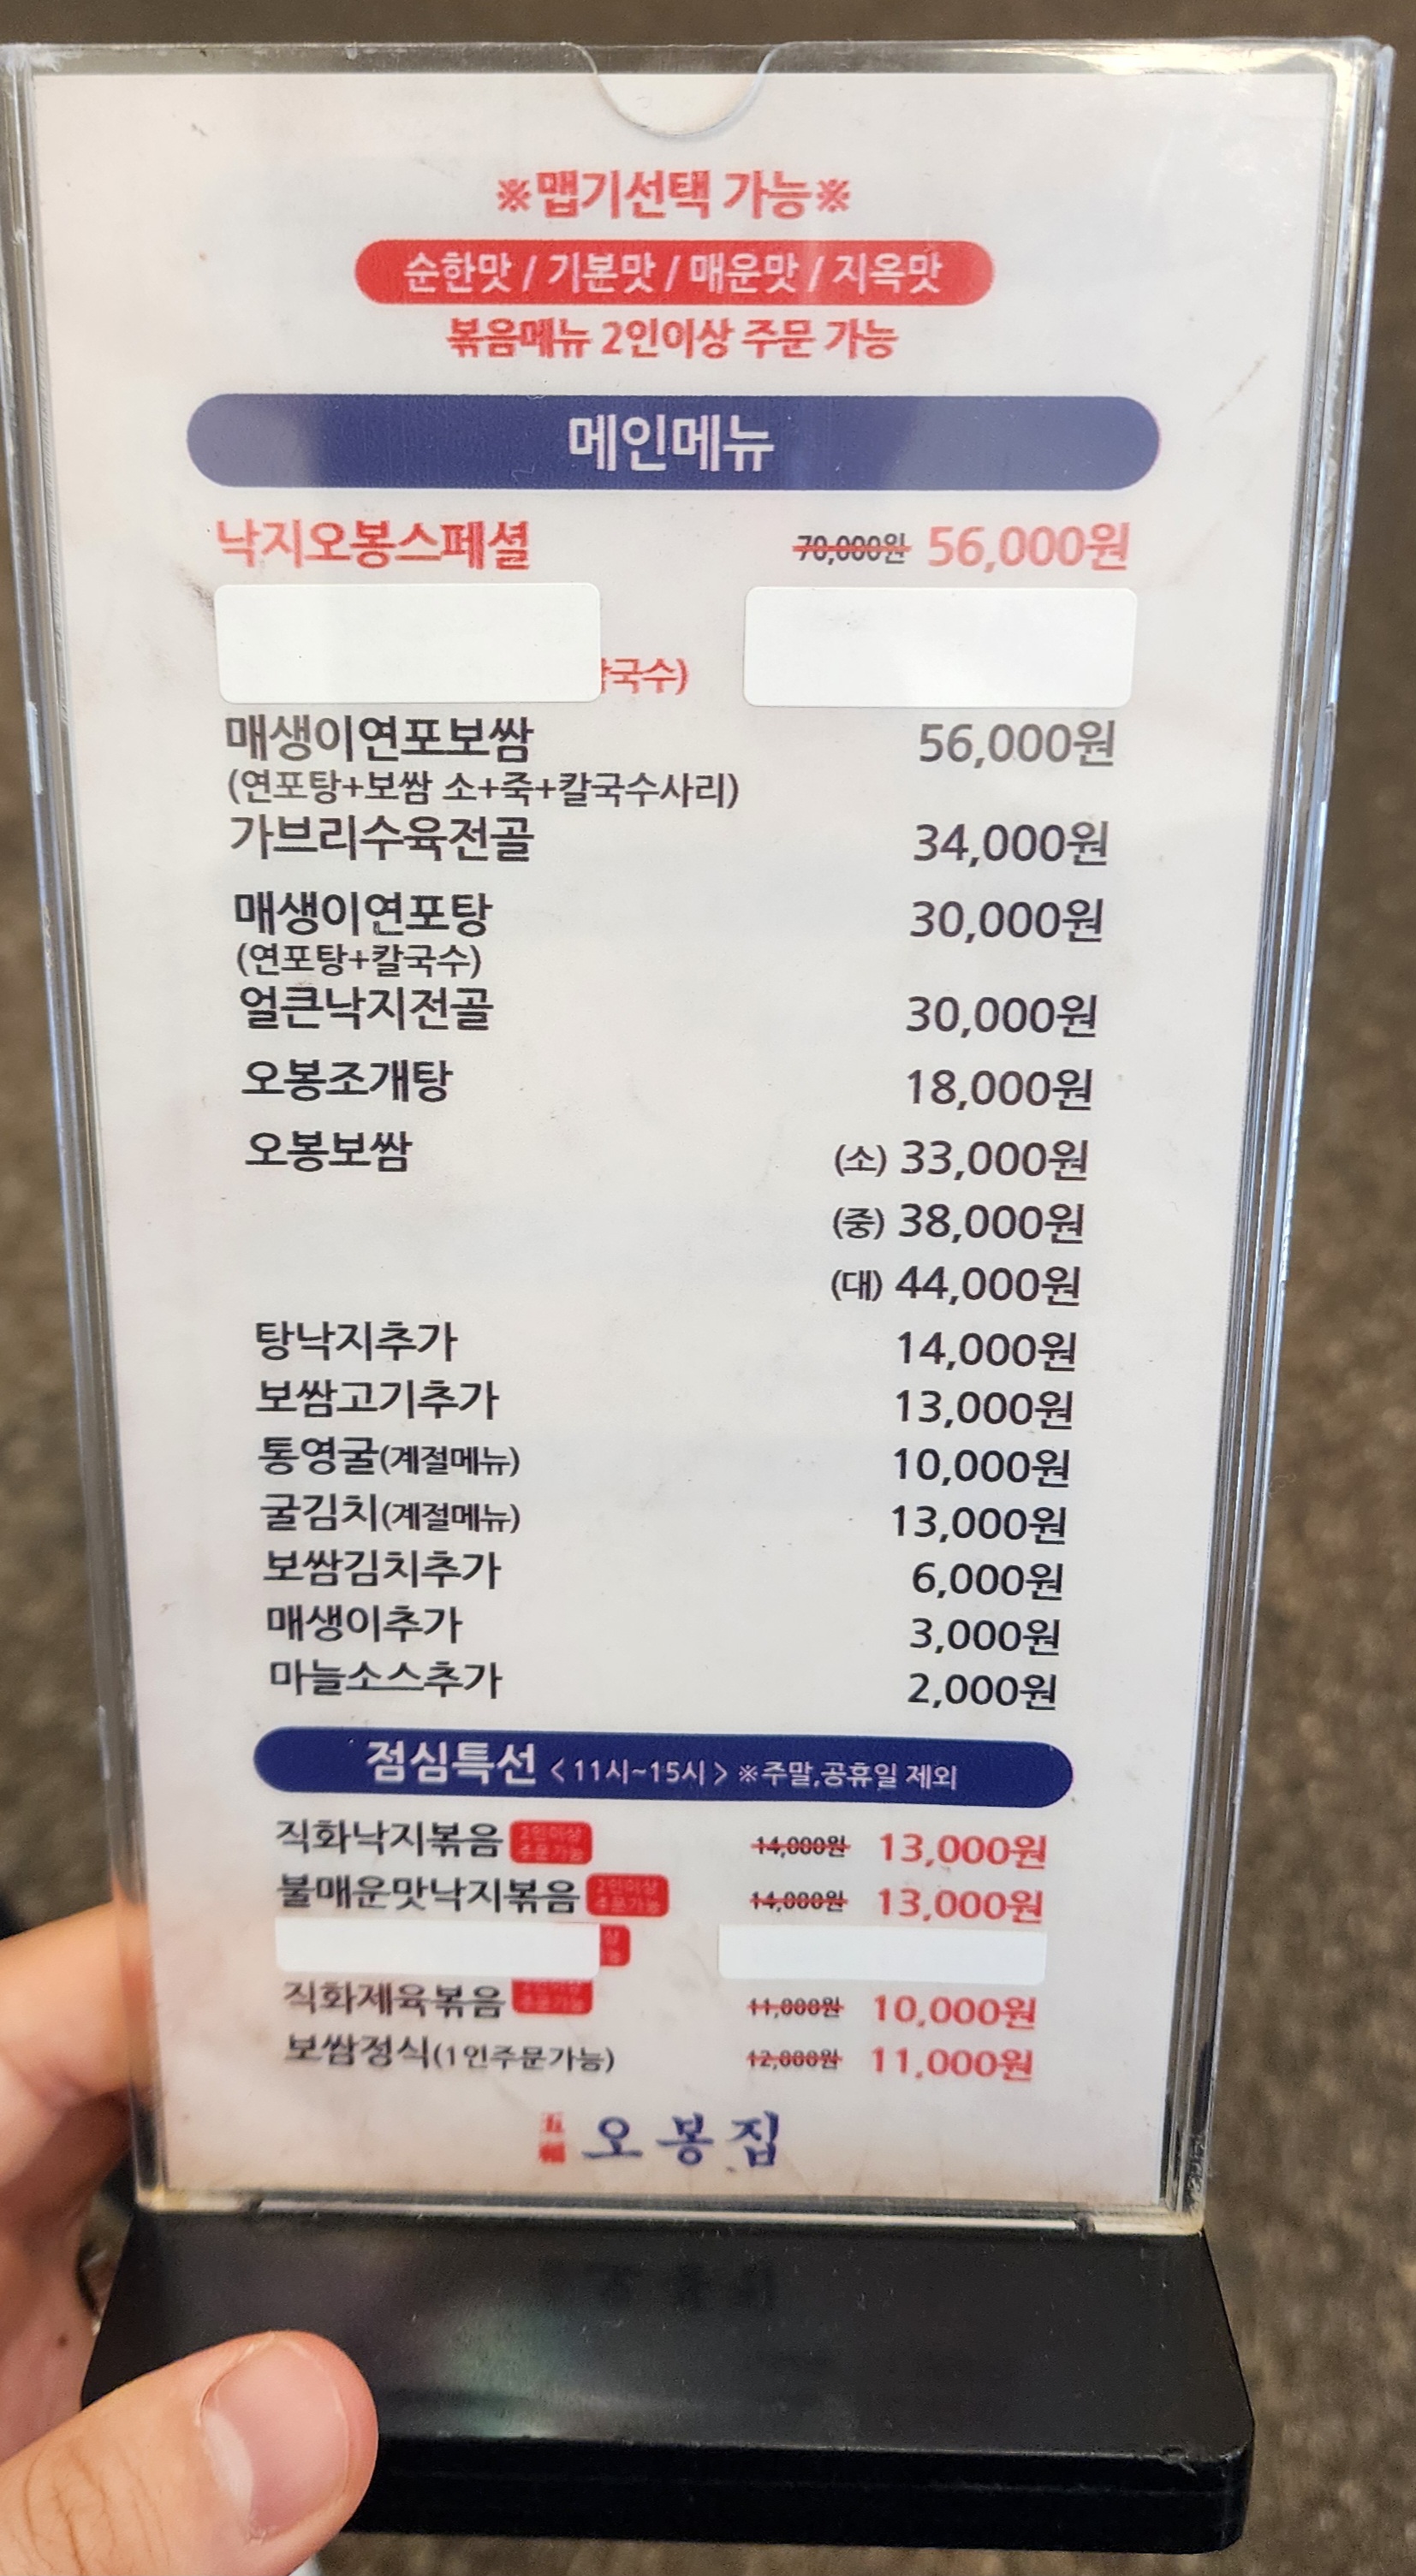 ※맵기선택 가능※
순한맛 / 기본맛 / 매운맛 / 지옥맛
볶음메뉴 2인이상 주문 가능
메인메뉴
낙지오봉스페셜 70,000원 56,000원
국수)
매생이연포보쌈 56,000원
(연포탕+보쌈 소+죽+칼국수사리)
가브리수육전골 34,000원
매생이연포탕 30,000원
(연포탕+칼국수)
얼큰낙지전골 30,000원
오봉조개탕 18,000원
오봉보쌈 (소) 33,000원
(중) 38,000원
(대) 44,000원
탕낙지추가 14,000원
보쌈고기추가 13,000원
통영굴(계절메뉴) 10,000원
굴김치(계절메뉴) 13,000원
보쌈김치추가 6,000원
매생이추가 3,000원
마늘소스추가 2,000원
점심특선 <11시~15시> ※주말,공휴일 제외
직화낙지볶음 2인이상 주문가능 14,000원 13,000원
불매운맛낙지볶음 2인이상 주문가능 14,000원 13,000원
직화제육볶음 11,000원 10,000원
보쌈정식(1인주문가능) 12,000원 11,000원
오봉집